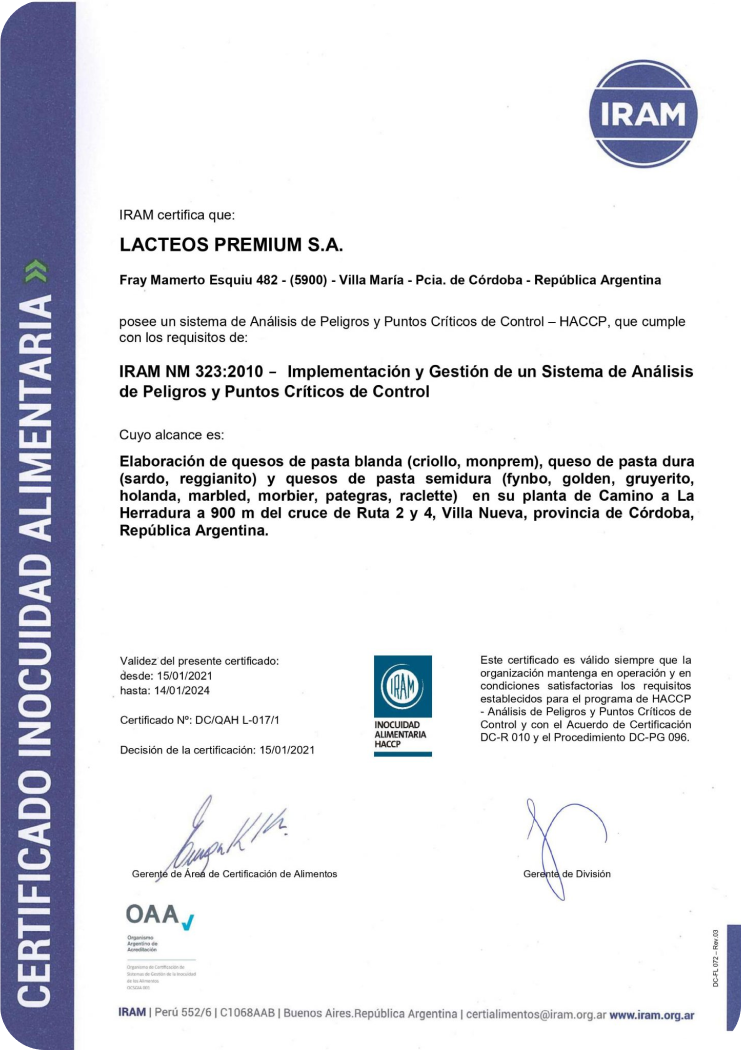 CERTIFICADO INOCUIDAD ALIMENTARIA
IRAM
IRAM certifica que:
LACTEOS PREMIUM S.A.
Fray Mamerto Esquiu 482 - (5900) - Villa María - Pcia. de Córdoba - República Argentina
posee un sistema de Análisis de Peligros y Puntos Críticos de Control – HACCP, que cumple
con los requisitos de:
IRAM NM 323:2010 – Implementación y Gestión de un Sistema de Análisis
de Peligros y Puntos Críticos de Control
Cuyo alcance es:
Elaboración de quesos de pasta blanda (criollo, monprem), queso de pasta dura
(sardo, reggianito) y quesos de pasta semidura (fynbo, golden, gruyerito,
holanda, marbled, morbier, pategras, raclette) en su planta de Camino a La
Herradura a 900 m del cruce de Ruta 2 y 4, Villa Nueva, provincia de Córdoba,
República Argentina.
Validez del presente certificado:
desde: 15/01/2021
hasta: 14/01/2024
Certificado Nº: DC/QAH L-017/1
Decisión de la certificación: 15/01/2021
IRAM
INOCUIDAD
ALIMENTARIA
HACCP
Este certificado es válido siempre que la
organización mantenga en operación y en
condiciones satisfactorias los requisitos
establecidos para el programa de HACCP
- Análisis de Peligros y Puntos Críticos de
Control y con el Acuerdo de Certificación
DC-R 010 y el Procedimiento DC-PG 096.
Gerente de Área de Certificación de Alimentos
Gerente de División
OAA
Organismo
Argentino de
Acreditación
Organismo de Certificación de
Sistemas de Gestión de la Inocuidad
de los Alimentos
DC-FL 072 – Rev.03
IRAM | Perú 552/6 | C1068AAB | Buenos Aires.República Argentina | certialimentos@iram.org.ar www.iram.org.ar